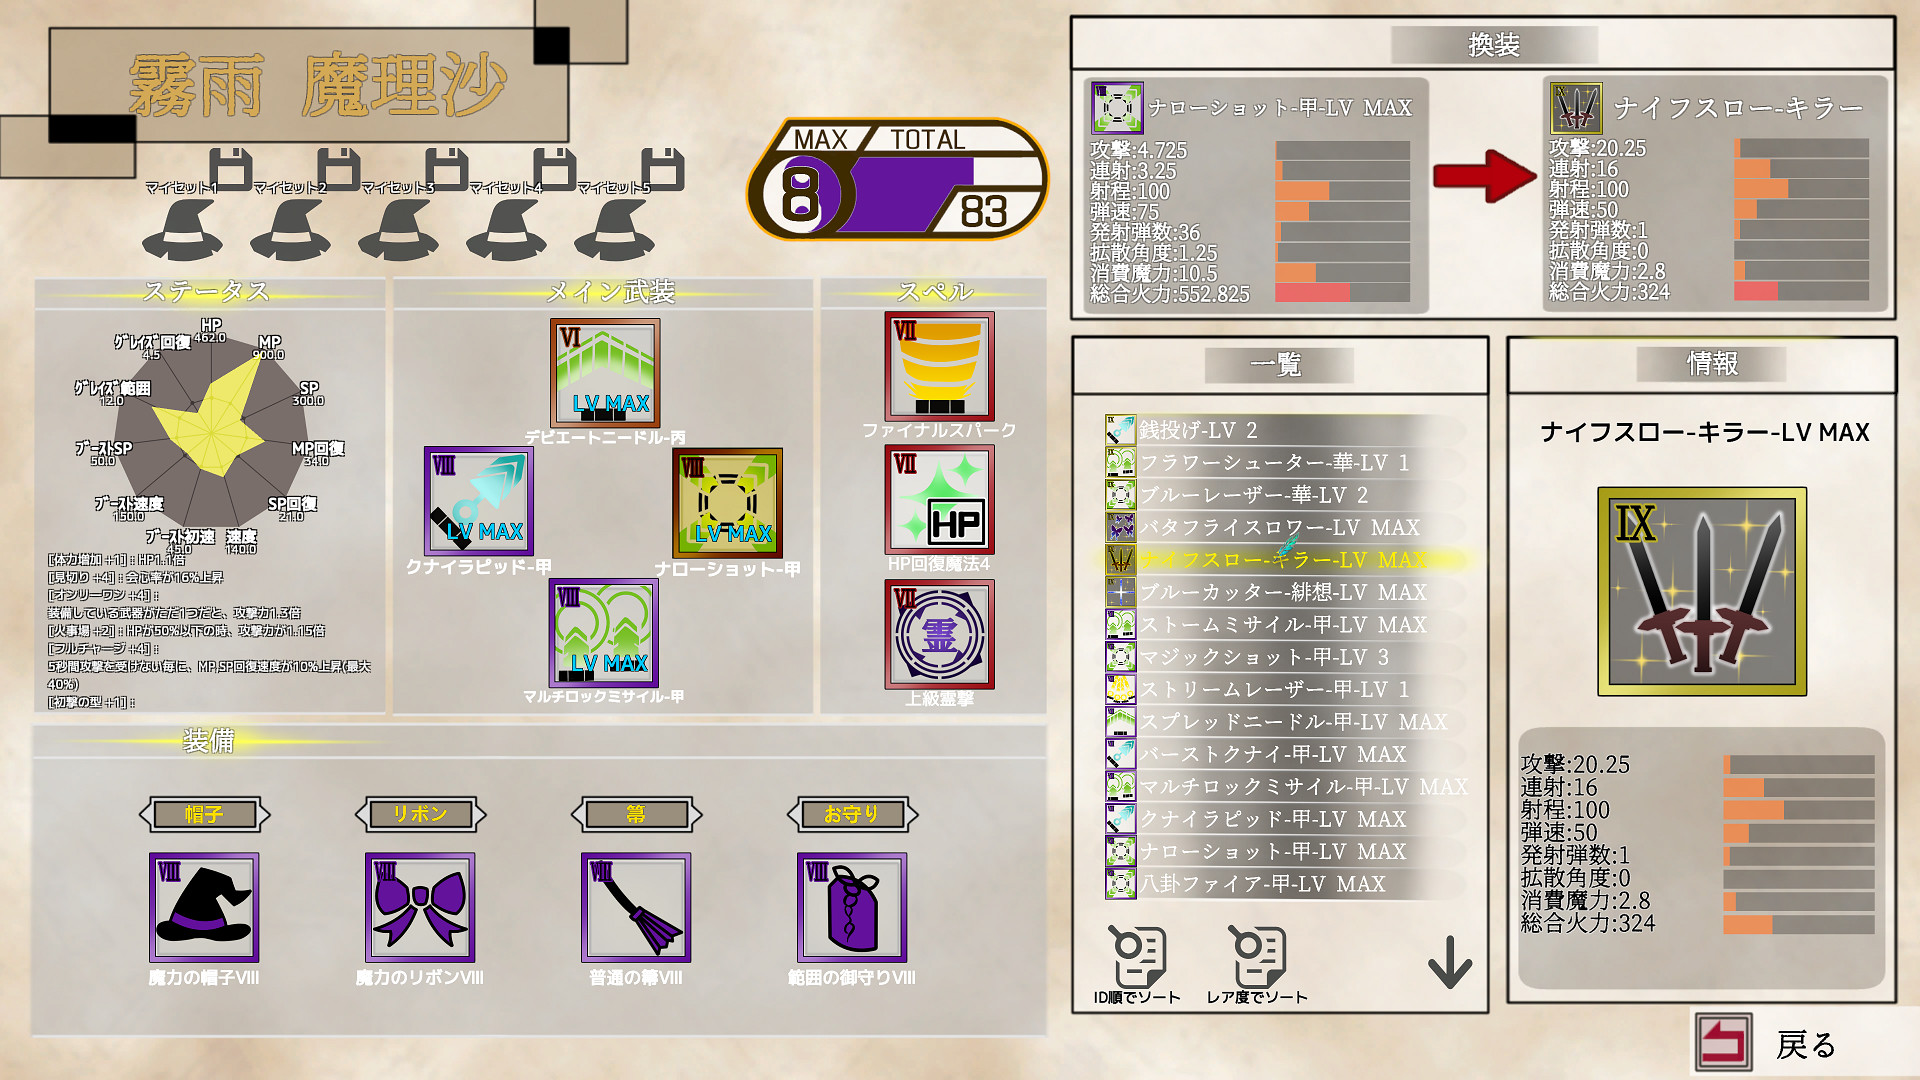 霧雨 魔理沙
マイセット1
マイセット2
マイセット3
マイセット4
マイセット5
MAX
TOTAL
8
83
ステータス
HP
462.0
MP
900.0
SP
300.0
MP回復
34.0
SP回復
21.0
速度
140.0
ブースト初速
45.0
ブースト速度
150.0
ブーストSP
50.0
グレイズ範囲
12.0
グレイズ回復
4.5
[体力増加 +1] : HP1.1倍
[見切り +4] : 会心率が16%上昇
[オンリーワン +4] :
装備している武器がただ1つだと、攻撃力1.3倍
[火事場 +2] : HPが50%以下の時、攻撃力が1.15倍
[フルチャージ +4] :
5秒間攻撃を受けない毎に、MP,SP回復速度が10%上昇(最大
40%)
[初撃の型 +1] :
メイン武装
VI
LV MAX
デビエートニードル-丙
VIII
LV MAX
クナイラピッド-甲
VIII
LV MAX
ナローショット-甲
VIII
LV MAX
マルチロックミサイル-甲
スペル
VII
ファイナルスパーク
VII
HP
HP回復魔法4
VII
霊
上級霊撃
装備
帽子
VIII
魔力の帽子VIII
リボン
VIII
魔力のリボンVIII
箒
VIII
普通の箒VIII
お守り
VIII
範囲の御守りVIII
換装
ナローショット-甲-LV MAX
攻撃:4.725
連射:3.25
射程:100
弾速:75
発射弾数:36
拡散角度:1.25
消費魔力:10.5
総合火力:552.825
IX
ナイフスロー-キラー
攻撃:20.25
連射:16
射程:100
弾速:50
発射弾数:1
拡散角度:0
消費魔力:2.8
総合火力:324
一覧
銭投げ-LV 2
フラワーシューター-華-LV 1
ブルーレーザー-華-LV 2
バタフライスロワー-LV MAX
ナイフスロー-キラー-LV MAX
ブルーカッター-緋想-LV MAX
ストームミサイル-甲-LV MAX
マジックショット-甲-LV 3
ストリームレーザー-甲-LV 1
スプレッドニードル-甲-LV MAX
バーストクナイ-甲-LV MAX
マルチロックミサイル-甲-LV MAX
クナイラピッド-甲-LV MAX
ナローショット-甲-LV MAX
八卦ファイア-甲-LV MAX
ID順でソート
レア度でソート
情報
ナイフスロー-キラー-LV MAX
IX
攻撃:20.25
連射:16
射程:100
弾速:50
発射弾数:1
拡散角度:0
消費魔力:2.8
総合火力:324
戻る